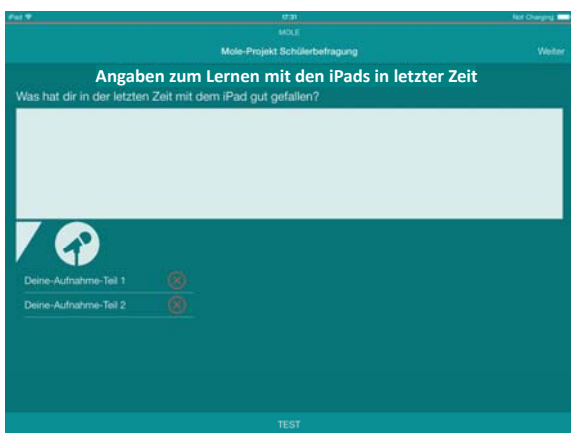 iPad 17:31 Not Charging
MOLE
Mole-Projekt Schülerbefragung Weiter
Angaben zum Lernen mit den iPads in letzter Zeit
Was hat dir in der letzten Zeit mit dem iPad gut gefallen?
Deine-Aufnahme-Teil 1
Deine-Aufnahme-Teil 2
TEST